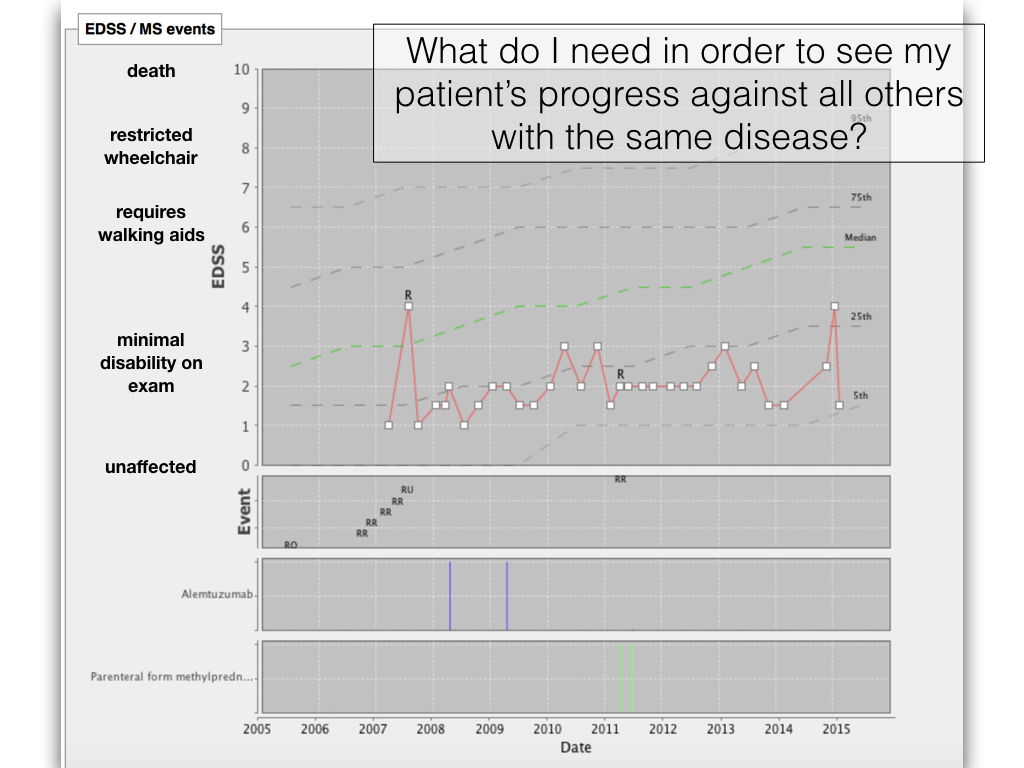 EDSS / MS events
What do I need in order to see my
patient's progress against all others
with the same disease?
death
restricted
wheelchair
requires
walking aids
minimal
disability on
exam
unaffected
EDSS
10
9
8
7
6
5
4
3
2
1
0
95th
75th
Median
25th
5th
R
R
Event
RO
RR
RR
RR
RR
RU
RR
Alemtuzumab
Parenteral form methylpredn...
2005 2006 2007 2008 2009 2010 2011 2012 2013 2014 2015
Date